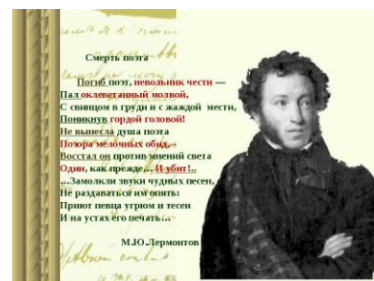 Смерть поэта
Погиб поэт, невольник чести —
Пал оклеветанный молвой,
С свинцом в груди и с жаждой мести,
Поникнув гордой головой!
Не вынесла душа поэта
Позора мелочных обид,
Восстал он против мнений света
Один, как прежде... И убит!..
...Замолкли звуки чудных песен,
Не раздаваться им опять:
Приют певца угрюм и тесен
И на устах его печать...
М.Ю.Лермонтов